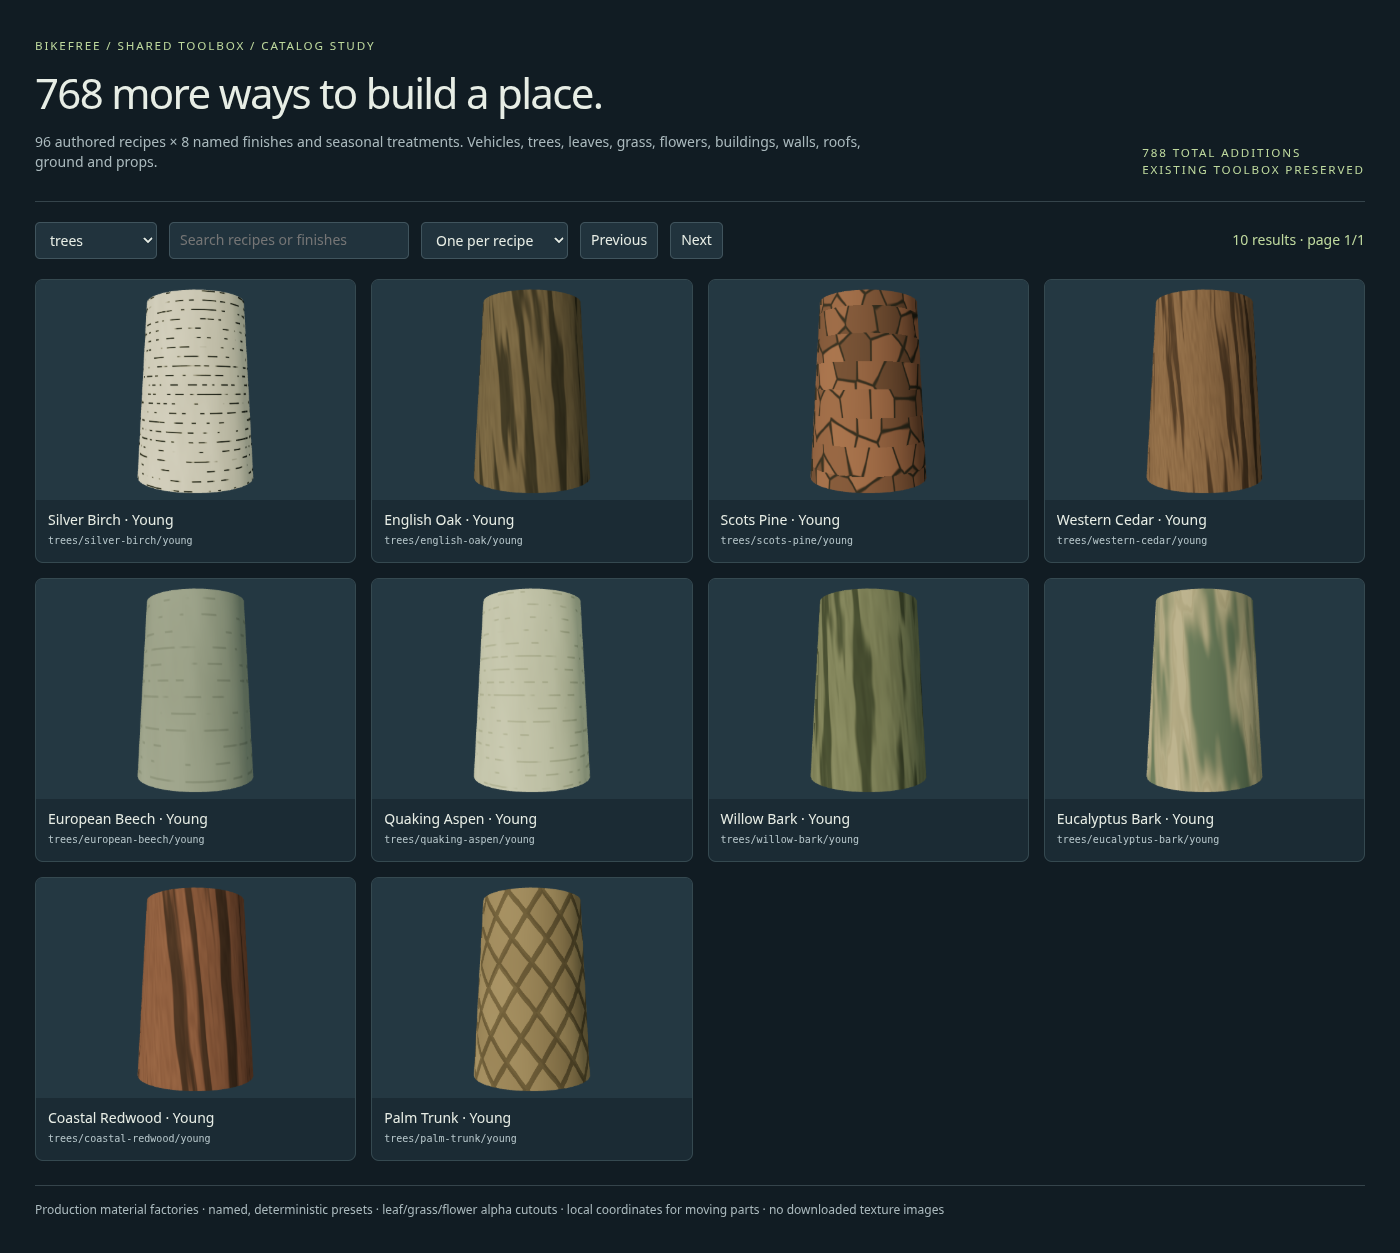 BIKEFREE / SHARED TOOLBOX / CATALOG STUDY
768 more ways to build a place.
96 authored recipes × 8 named finishes and seasonal treatments. Vehicles, trees, leaves, grass, flowers, buildings, walls, roofs,
ground and props.
788 TOTAL ADDITIONS
EXISTING TOOLBOX PRESERVED
trees
Search recipes or finishes
One per recipe
Previous
Next
10 results · page 1/1
Silver Birch · Young
trees/silver-birch/young
English Oak · Young
trees/english-oak/young
Scots Pine · Young
trees/scots-pine/young
Western Cedar · Young
trees/western-cedar/young
European Beech · Young
trees/european-beech/young
Quaking Aspen · Young
trees/quaking-aspen/young
Willow Bark · Young
trees/willow-bark/young
Eucalyptus Bark · Young
trees/eucalyptus-bark/young
Coastal Redwood · Young
trees/coastal-redwood/young
Palm Trunk · Young
trees/palm-trunk/young
Production material factories · named, deterministic presets · leaf/grass/flower alpha cutouts · local coordinates for moving parts · no downloaded texture images